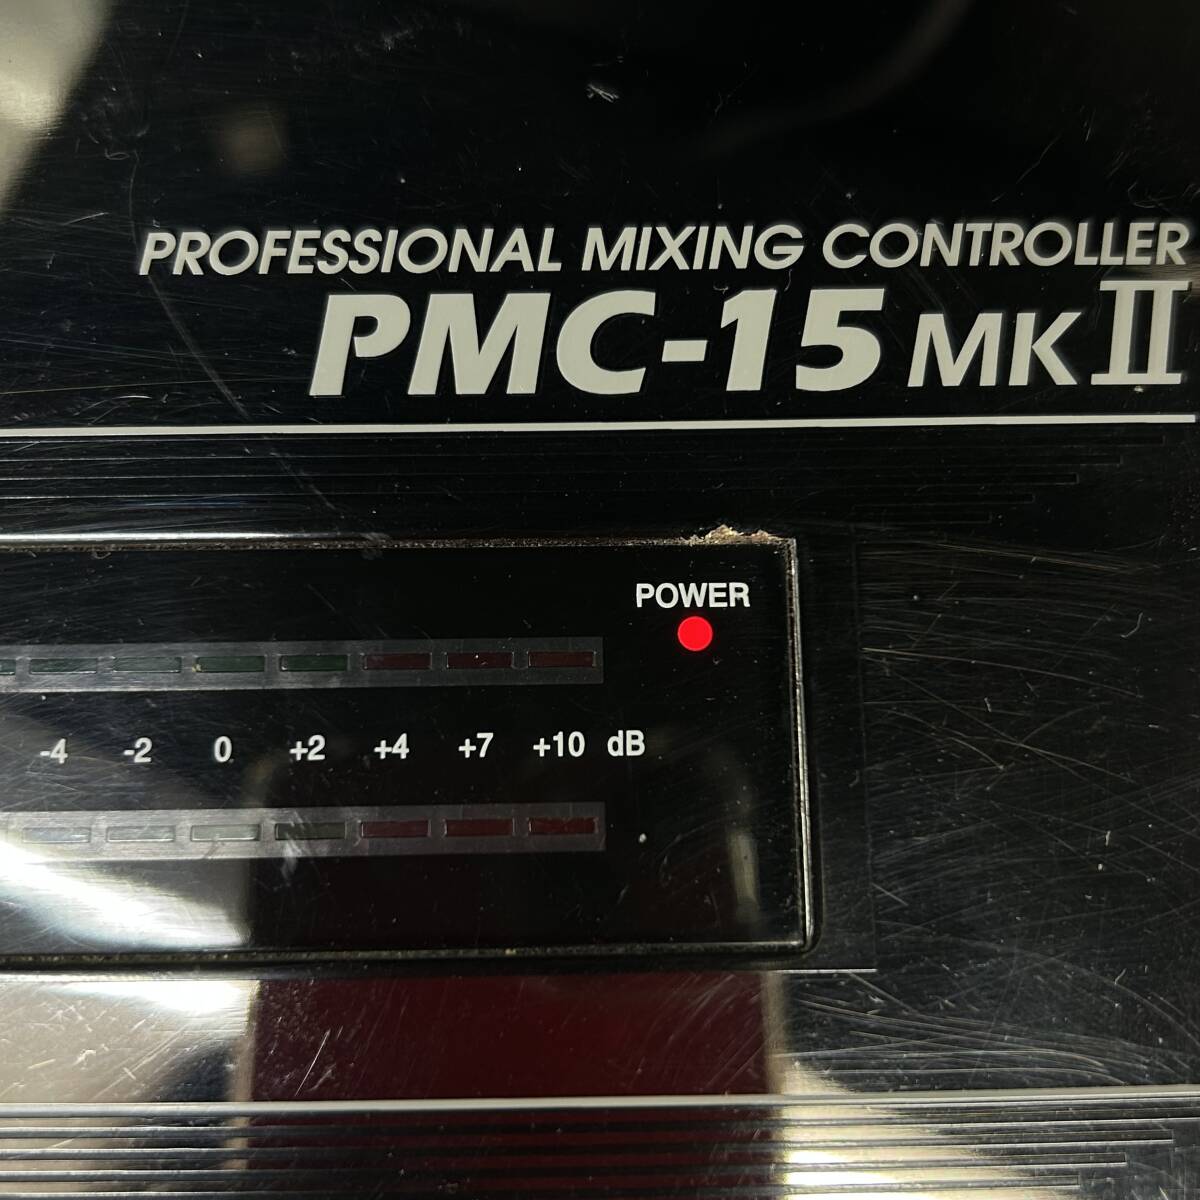 PROFESSIONAL MIXING CONTROLLER
PMC-15 MKII
POWER
-4 -2 0 +2 +4 +7 +10 dB